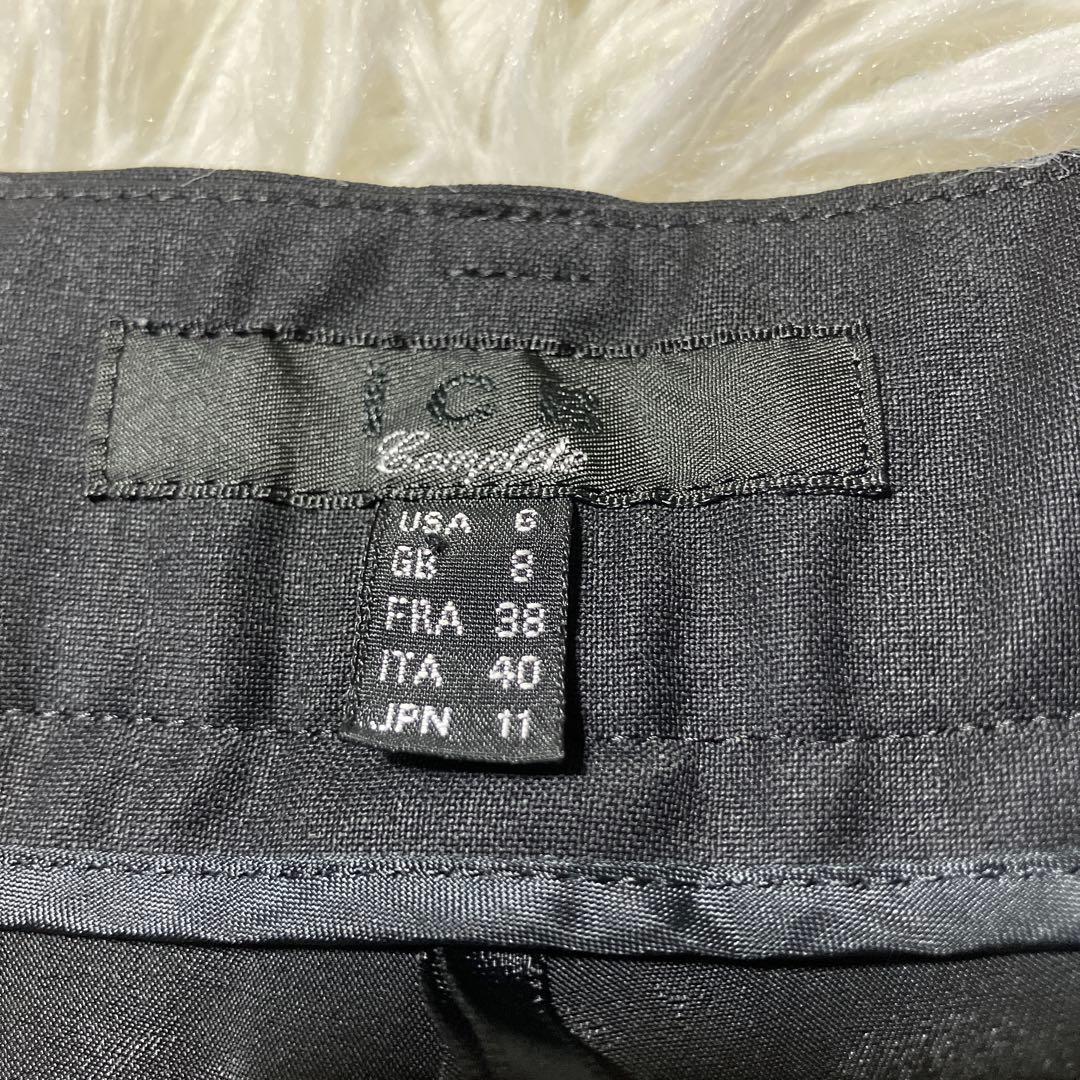 ICB
Complete
USA 6
GB 8
FRA 38
ITA 40
JPN 11